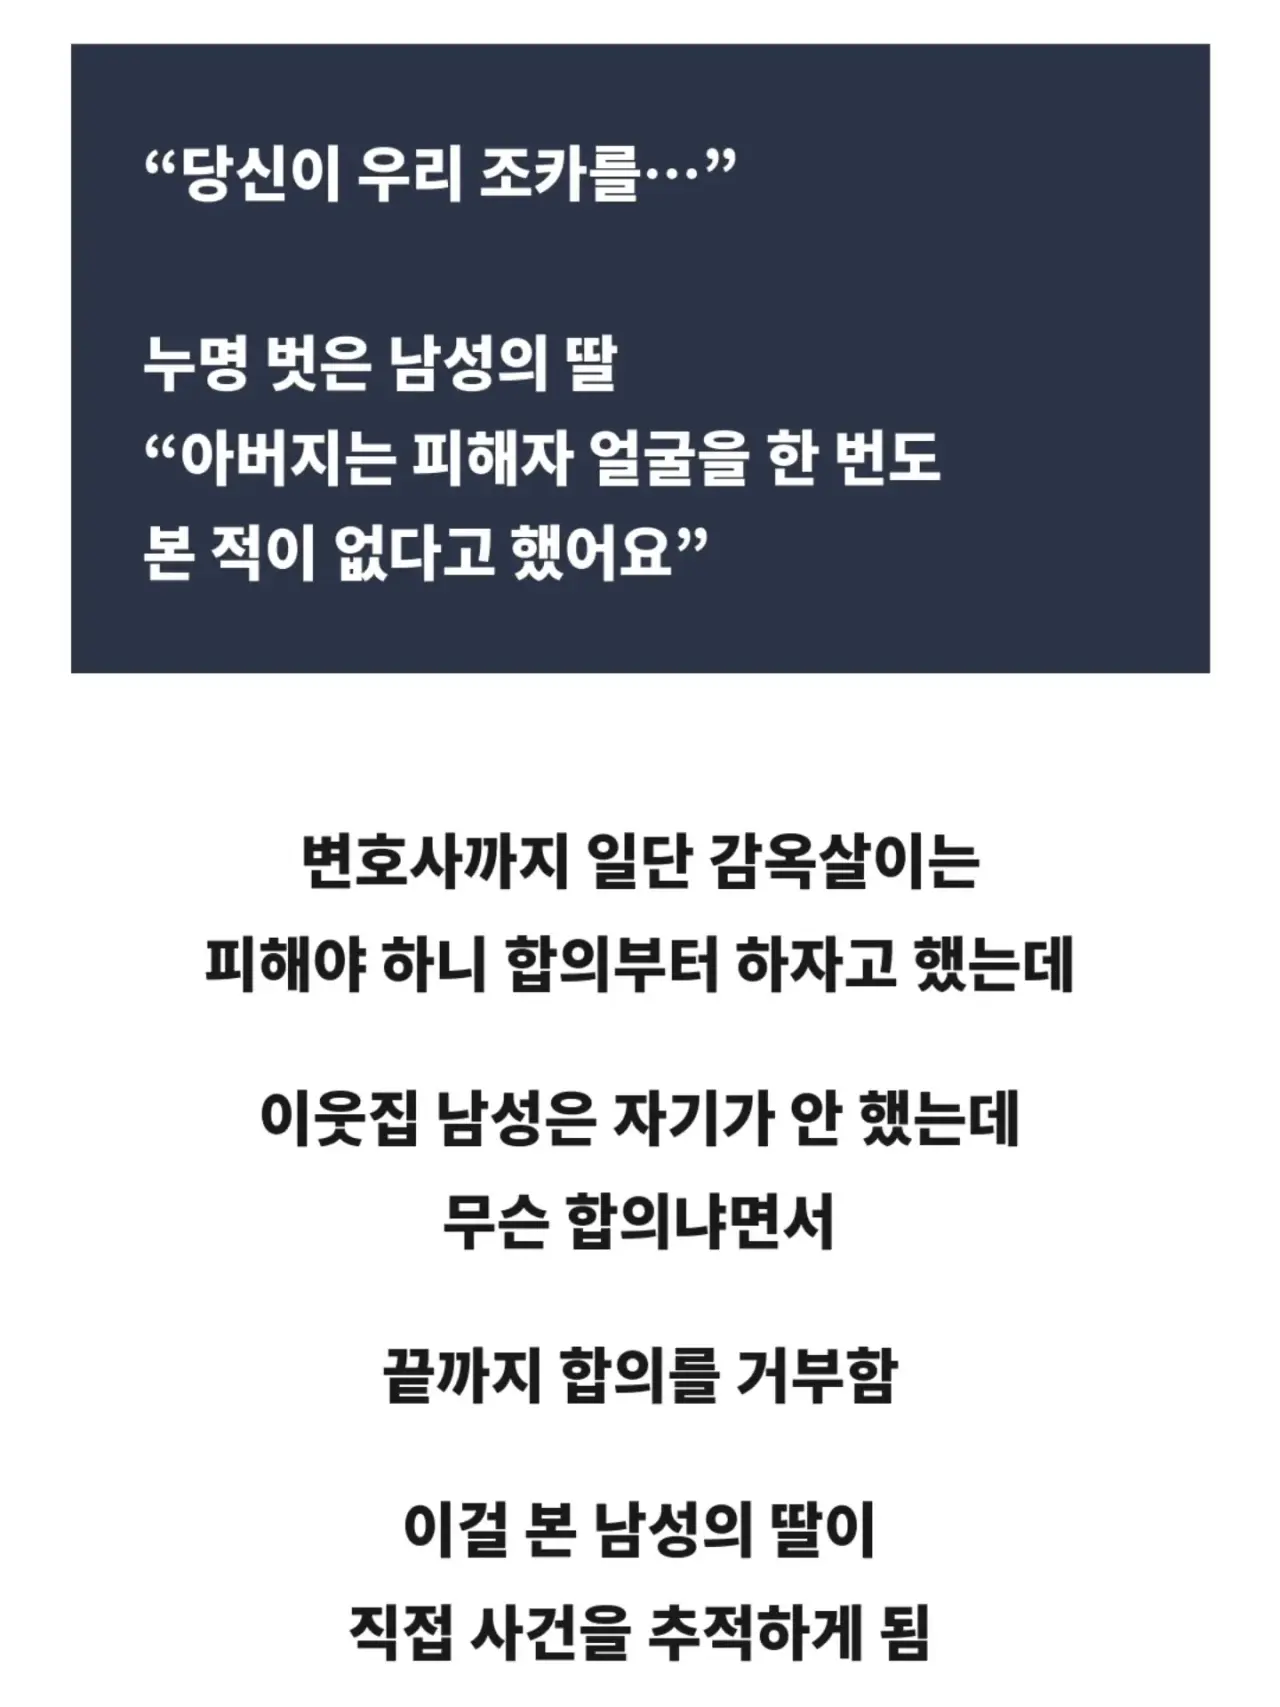 “당신이 우리 조카를…”
누명 벗은 남성의 딸
“아버지는 피해자 얼굴을 한 번도
본 적이 없다고 했어요”
변호사까지 일단 감옥살이는
피해야 하니 합의부터 하자고 했는데
이웃집 남성은 자기가 안 했는데
무슨 합의냐면서
끝까지 합의를 거부함
이걸 본 남성의 딸이
직접 사건을 추적하게 됨